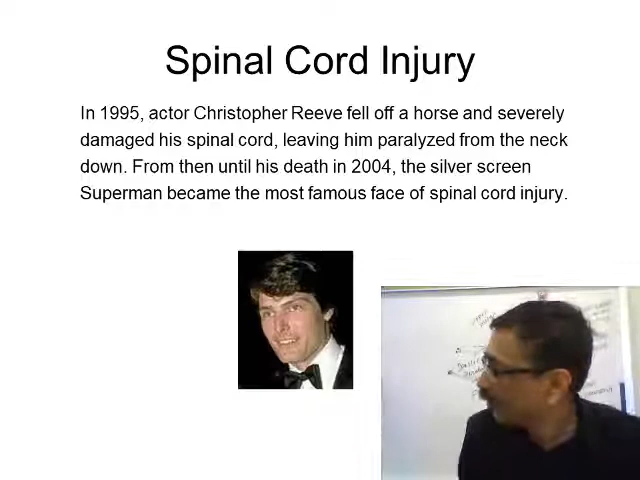 Spinal Cord Injury
In 1995, actor Christopher Reeve fell off a horse and severely
damaged his spinal cord, leaving him paralyzed from the neck
down. From then until his death in 2004, the silver screen
Superman became the most famous face of spinal cord injury.